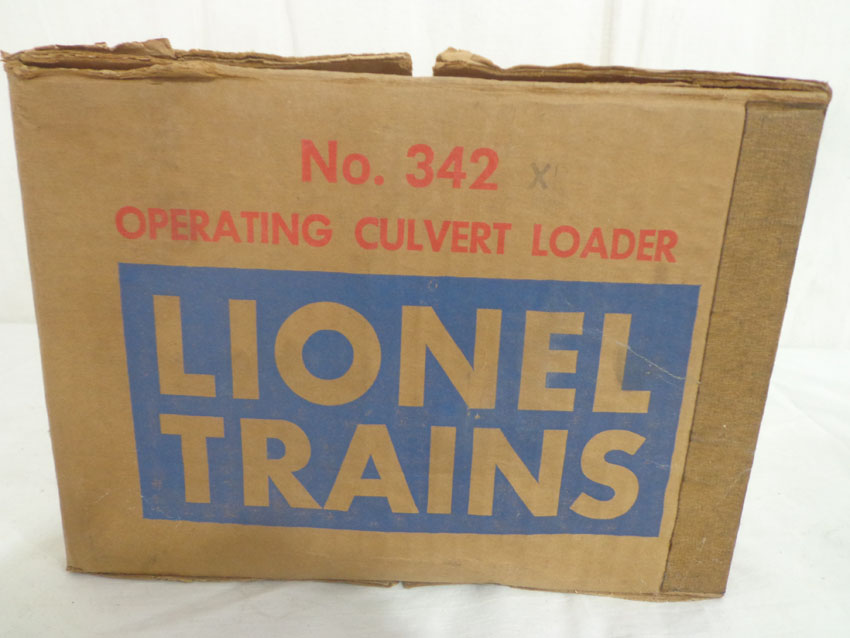 No. 342 X
OPERATING CULVERT LOADER
LIONEL
TRAINS